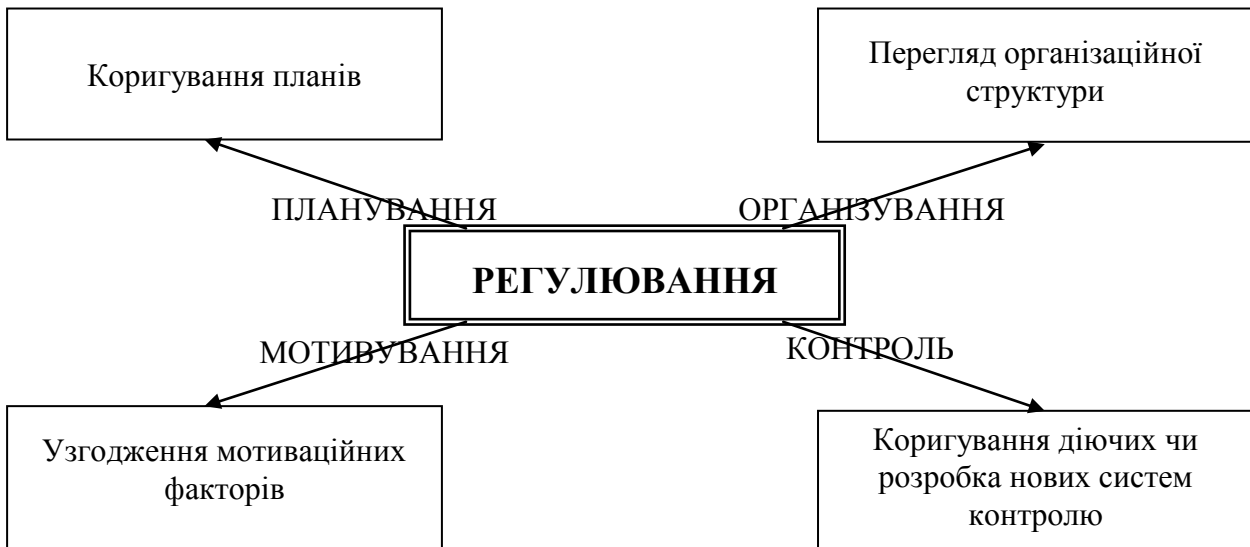 Коригування планів
Перегляд організаційної
структури
ПЛАНУВАННЯ
ОРГАНІЗУВАННЯ
РЕГУЛЮВАННЯ
МОТИВУВАННЯ
КОНТРОЛЬ
Узгодження мотиваційних
факторів
Коригування діючих чи
розробка нових систем
контролю